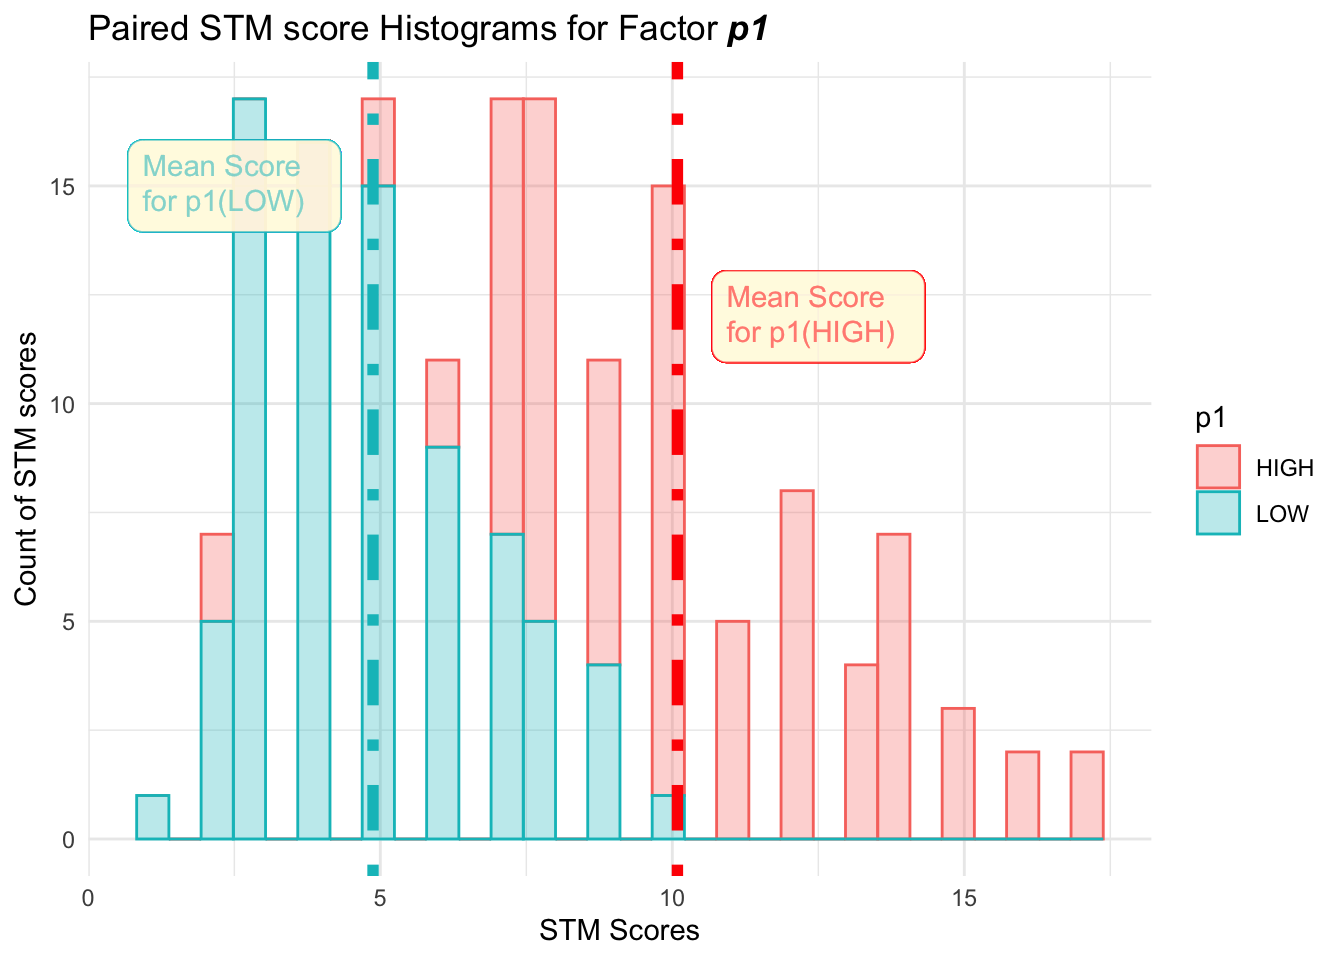 Paired STM score Histograms for Factor p1
Count of STM scores
15
10
5
0
Mean Score
for p1(LOW)
Mean Score
for p1(HIGH)
p1
HIGH
LOW
0
5
10
15
STM Scores